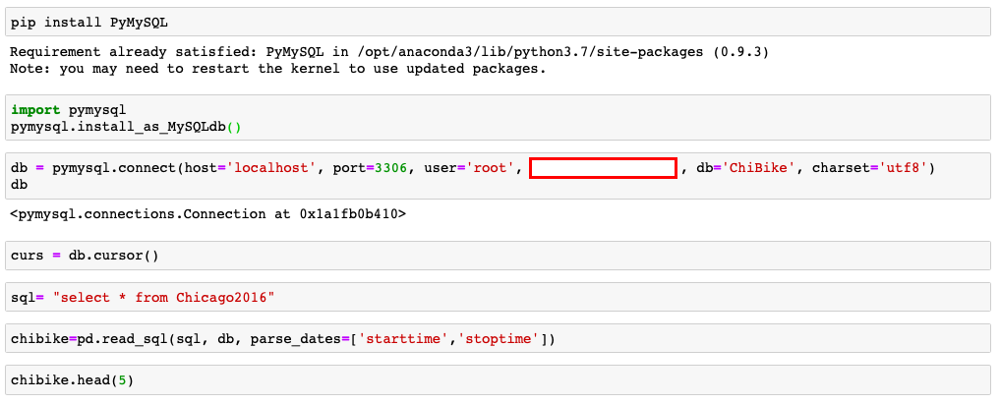 pip install PyMySQL
Requirement already satisfied: PyMySQL in /opt/anaconda3/lib/python3.7/site-packages (0.9.3)
Note: you may need to restart the kernel to use updated packages.
import pymysql
pymysql.install_as_MySQLdb()
db = pymysql.connect(host='localhost', port=3306, user='root', , db='ChiBike', charset='utf8')
db
<pymysql.connections.Connection at 0x1a1fb0b410>
curs = db.cursor()
sql= "select * from Chicago2016"
chibike=pd.read_sql(sql, db, parse_dates=['starttime','stoptime'])
chibike.head(5)